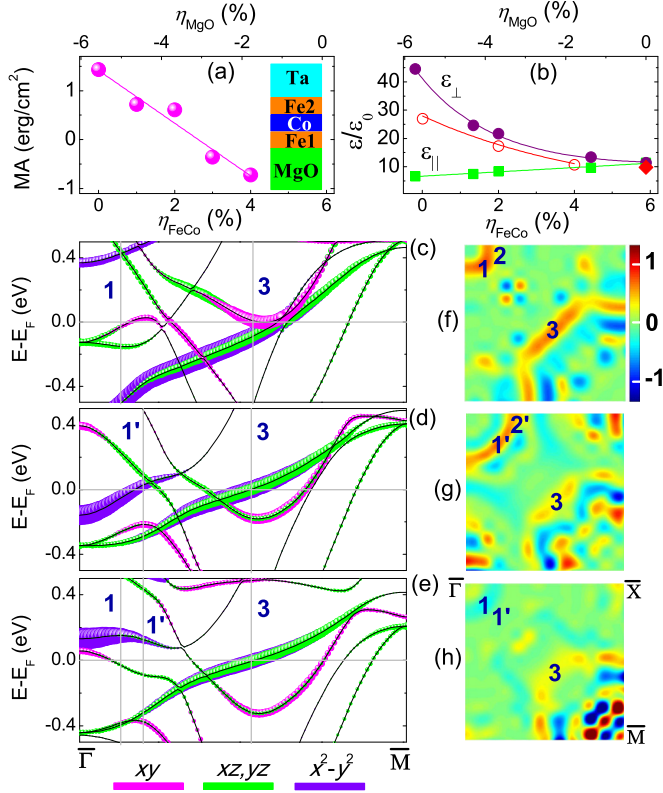 η_MgO (%)
-6 -4 -2 0
MA (erg/cm²)
1
0
-1
(a)
Ta
Fe2
Co
Fe1
MgO
0 2 4 6
η_FeCo (%)
η_MgO (%)
-6 -4 -2 0
ε/ε₀
40
30
20
10
(b)
ε⊥
ε||
0 2 4 6
η_FeCo (%)
E-E_F (eV)
0.4
0.0
-0.4
1
3
(c)
E-E_F (eV)
0.4
0.0
-0.4
1'
3
(d)
E-E_F (eV)
0.4
0.0
-0.4
1
1'
3
(e)
Γ̅ M̅
xy xz,yz x²-y²
(f)
1 2
3
1
0
-1
(g)
1' 2'
3
(h)
Γ̅ X̅
1
1'
3
M̅